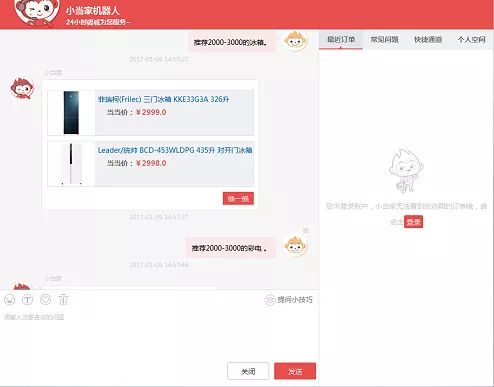 小当家机器人
24小时竭诚为您服务~
推荐2000-3000的冰箱。
2017-01-09 14:57:37
小当家
菲瑞柯(Frilec) 三门冰箱 KKE33G3A 326升
当当价：￥2999.0
Leader/统帅 BCD-453WLDPG 435升 对开门冰箱
当当价：￥2998.0
换一换
2017-01-09 14:57:37
我
推荐2000-3000的彩电。
2017-01-09 14:57:44
小当家
提问小技巧
请输入您要咨询的问题
关闭
发送
最近订单
常见问题
快捷通道
个人空间
您未登录账户，小当家无法看到您近期的订单哦，请
点击 登录